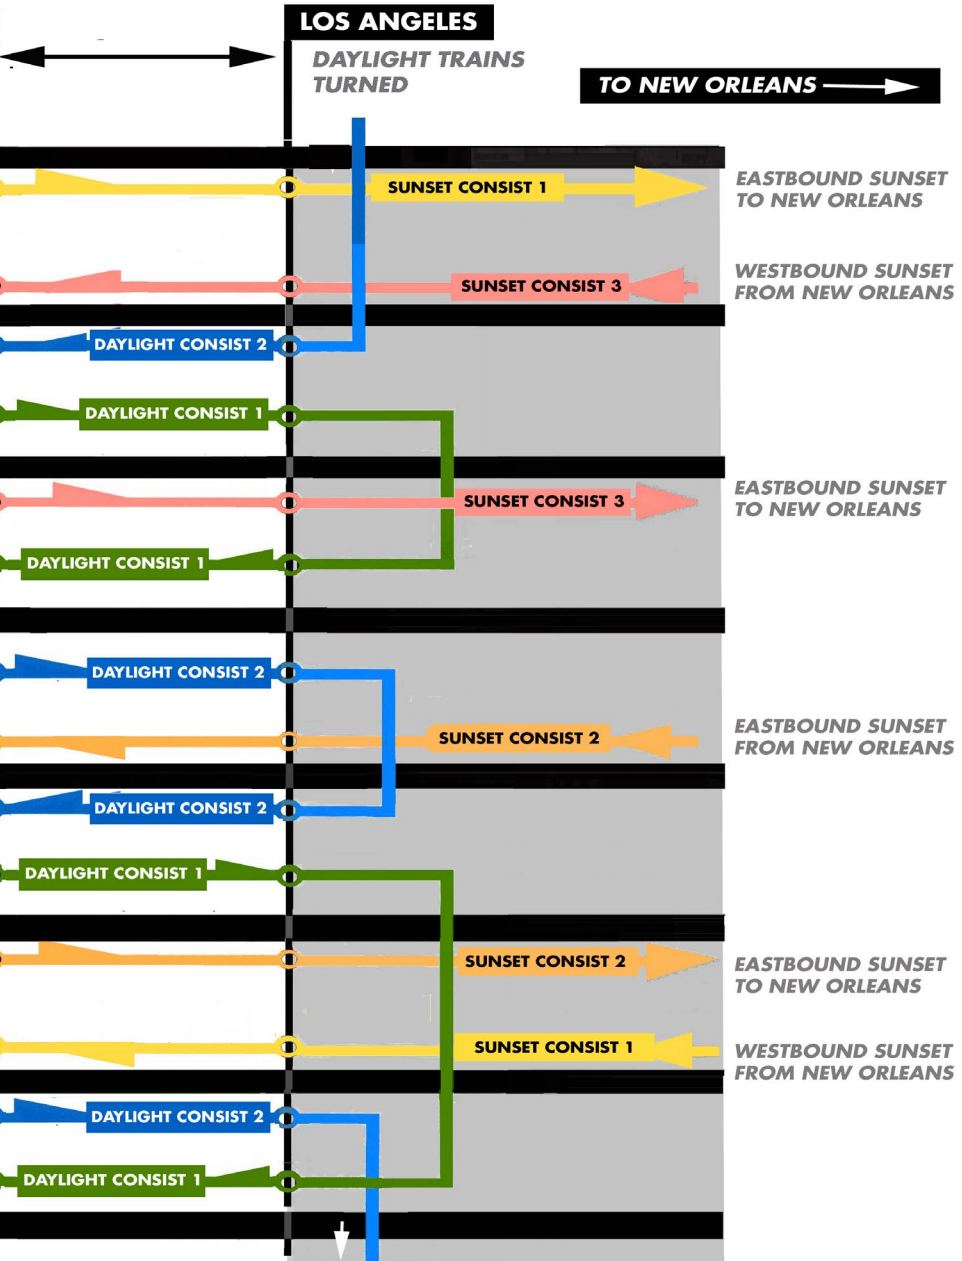 LOS ANGELES
DAYLIGHT TRAINS
TURNED
TO NEW ORLEANS
SUNSET CONSIST 1
EASTBOUND SUNSET
TO NEW ORLEANS
SUNSET CONSIST 3
WESTBOUND SUNSET
FROM NEW ORLEANS
DAYLIGHT CONSIST 2
DAYLIGHT CONSIST 1
SUNSET CONSIST 3
EASTBOUND SUNSET
TO NEW ORLEANS
DAYLIGHT CONSIST 1
DAYLIGHT CONSIST 2
SUNSET CONSIST 2
EASTBOUND SUNSET
FROM NEW ORLEANS
DAYLIGHT CONSIST 2
DAYLIGHT CONSIST 1
SUNSET CONSIST 2
EASTBOUND SUNSET
TO NEW ORLEANS
SUNSET CONSIST 1
WESTBOUND SUNSET
FROM NEW ORLEANS
DAYLIGHT CONSIST 2
DAYLIGHT CONSIST 1